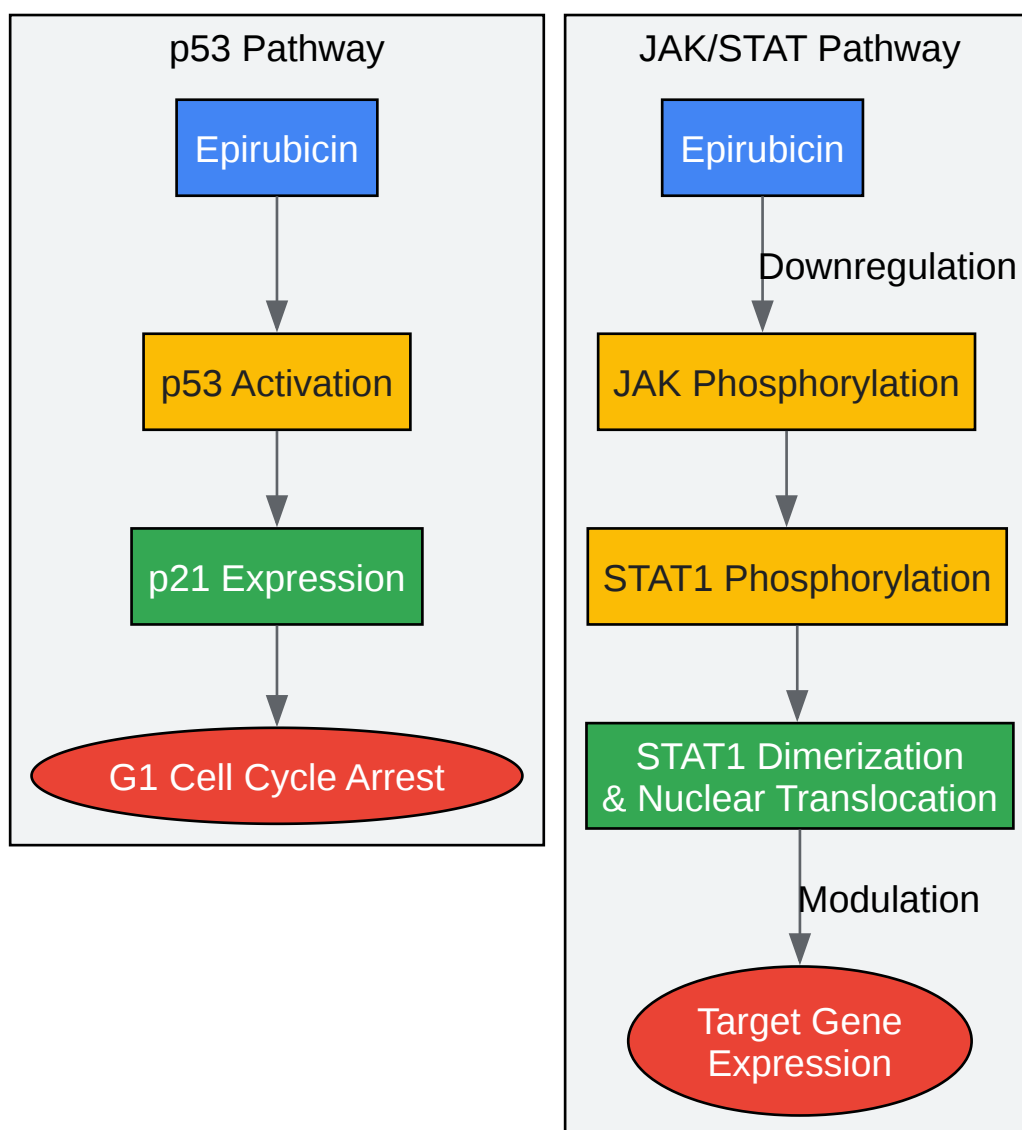 p53 Pathway
Epirubicin
p53 Activation
p21 Expression
G1 Cell Cycle Arrest
JAK/STAT Pathway
Epirubicin
Downregulation
JAK Phosphorylation
STAT1 Phosphorylation
STAT1 Dimerization
& Nuclear Translocation
Modulation
Target Gene
Expression